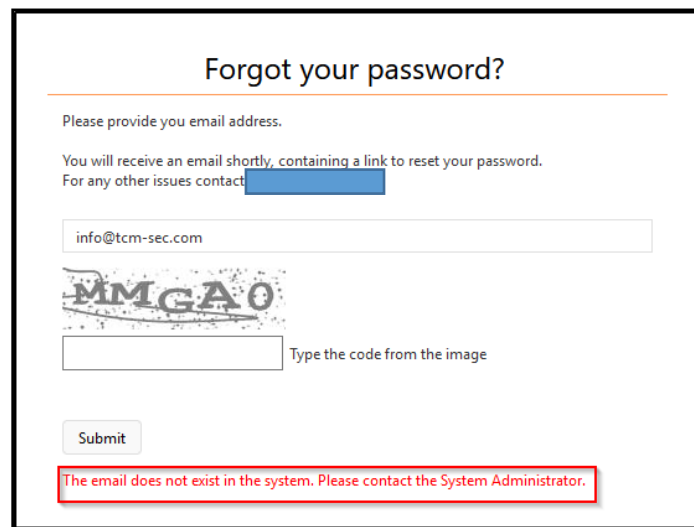 Forgot your password?
Please provide you email address.
You will receive an email shortly, containing a link to reset your password.
For any other issues contact
info@tcm-sec.com
MMGAO
Type the code from the image
Submit
The email does not exist in the system. Please contact the System Administrator.